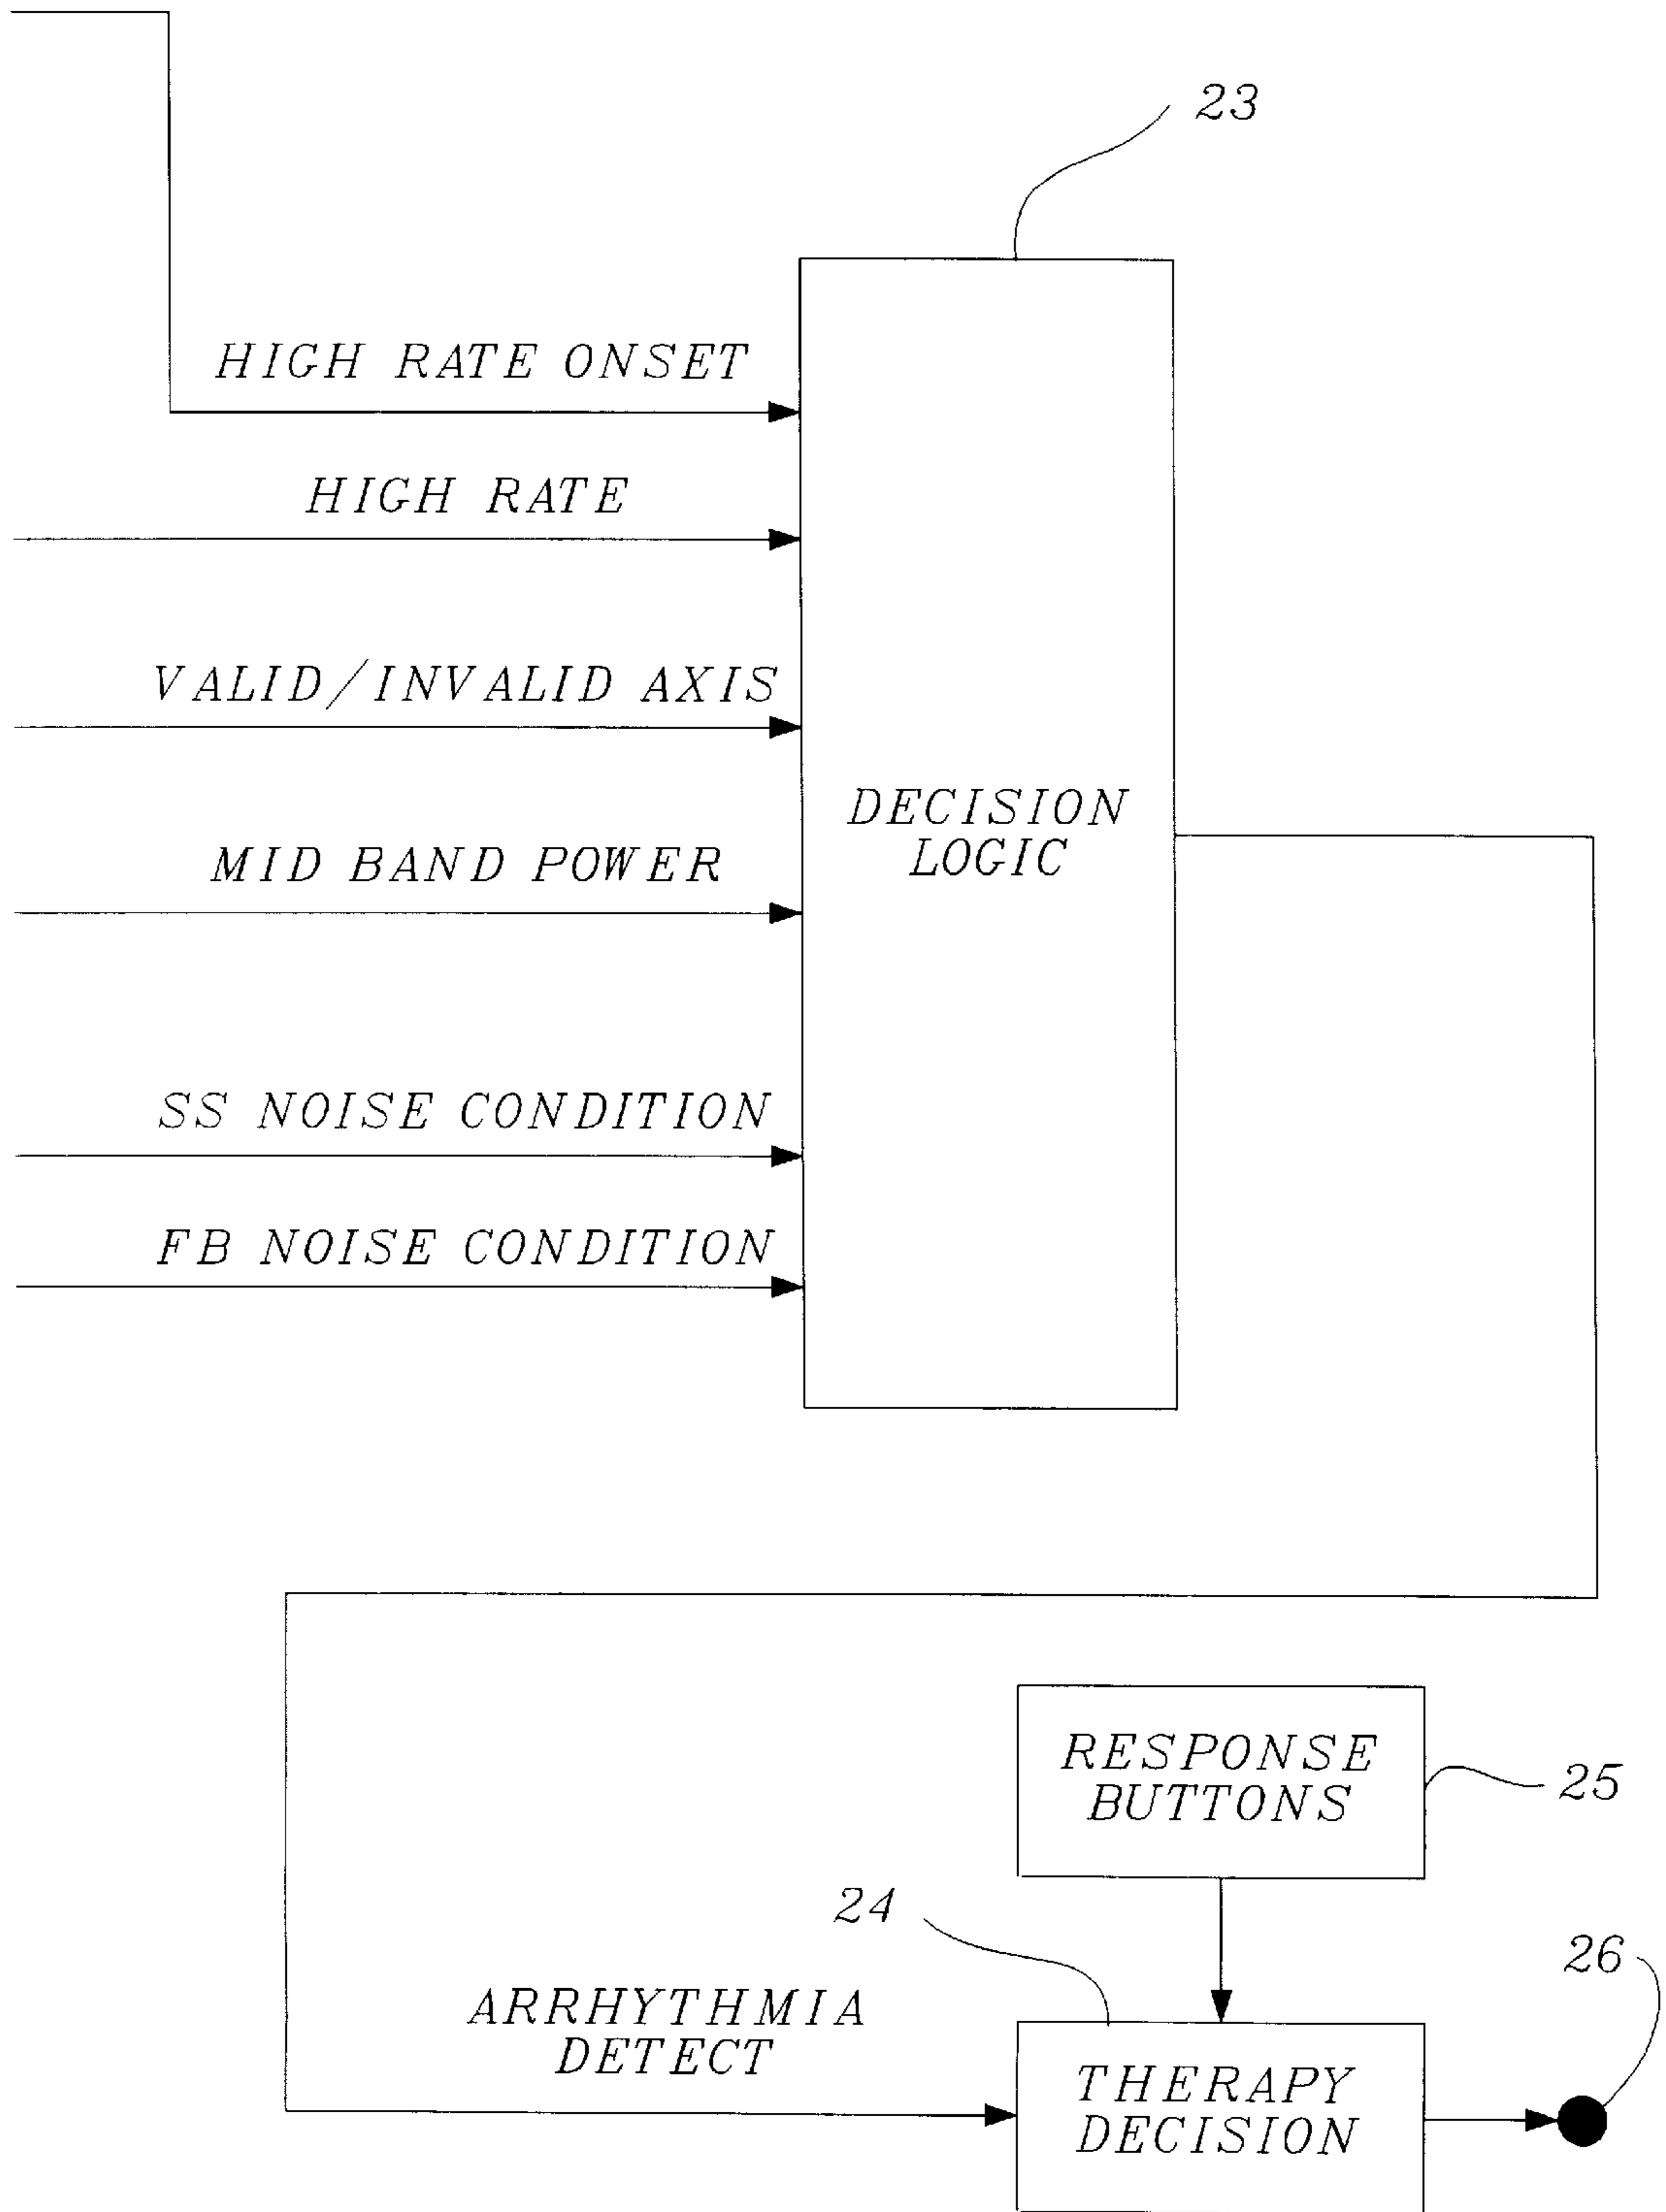 23
HIGH RATE ONSET
HIGH RATE
VALID/INVALID AXIS
DECISION
LOGIC
MID BAND POWER
SS NOISE CONDITION
FB NOISE CONDITION
RESPONSE
BUTTONS
25
24
26
ARRHYTHMIA
DETECT
THERAPY
DECISION